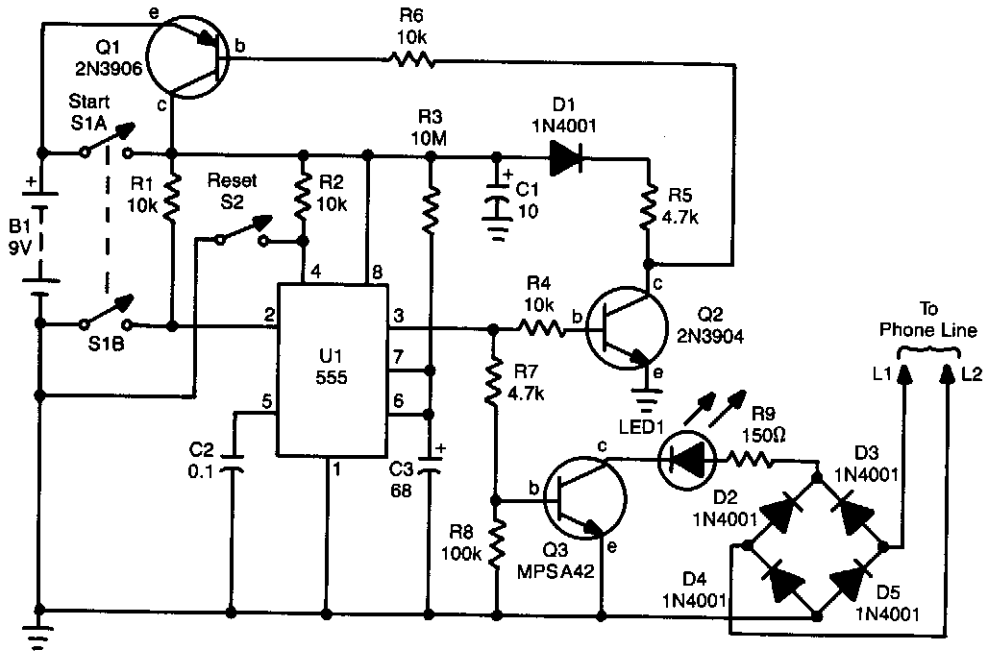 R6
10k
e
Q1
2N3906
b
c
Start
S1A
R3
10M
D1
1N4001
+
B1
9V
R1
10k
Reset
S2
R2
10k
+
C1
10
R5
4.7k
4
8
c
S1B
2
U1
555
3
R4
10k
b
Q2
2N3904
e
7
R7
4.7k
To
Phone Line
L1
L2
5
6
C2
0.1
1
+
C3
68
LED1
R9
150Ω
c
b
Q3
MPSA42
e
R8
100k
D2
1N4001
D3
1N4001
D4
1N4001
D5
1N4001